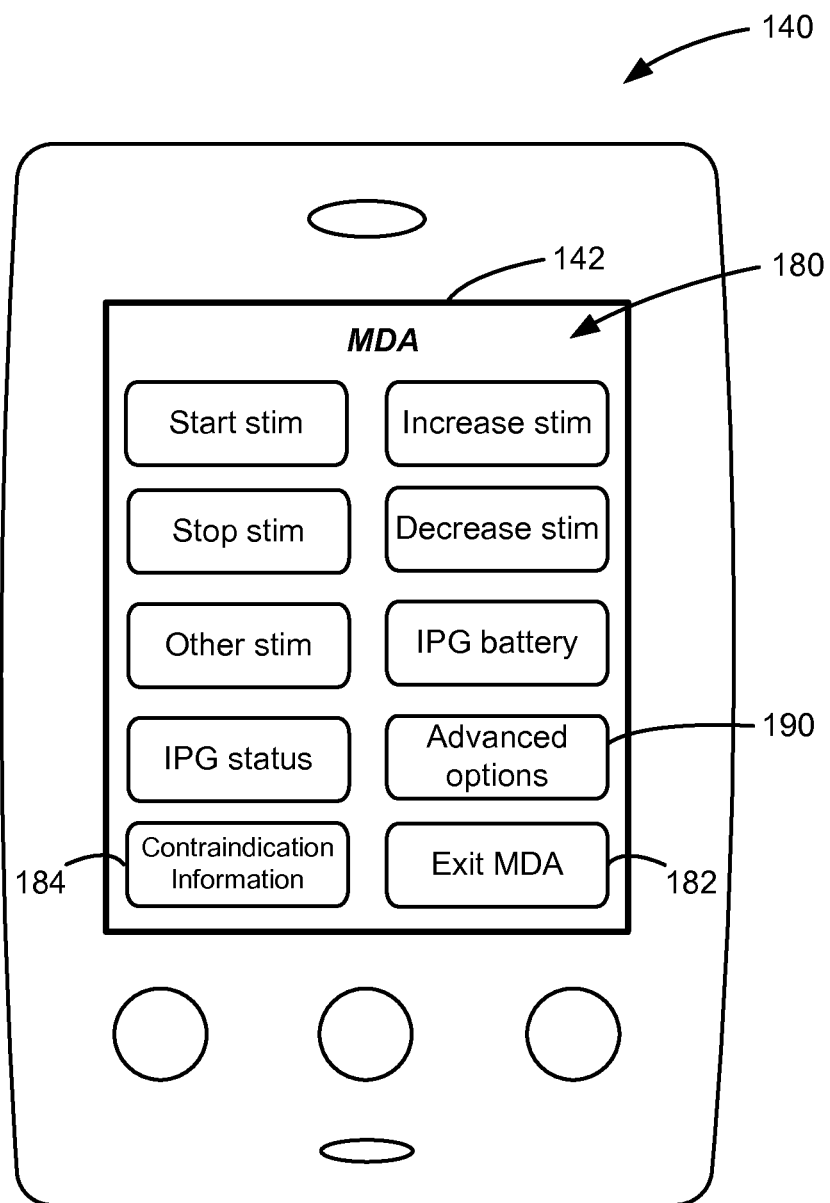 140
142
180
MDA
Start stim
Increase stim
Stop stim
Decrease stim
Other stim
IPG battery
IPG status
Advanced
options
190
Contraindication
Information
Exit MDA
184
182